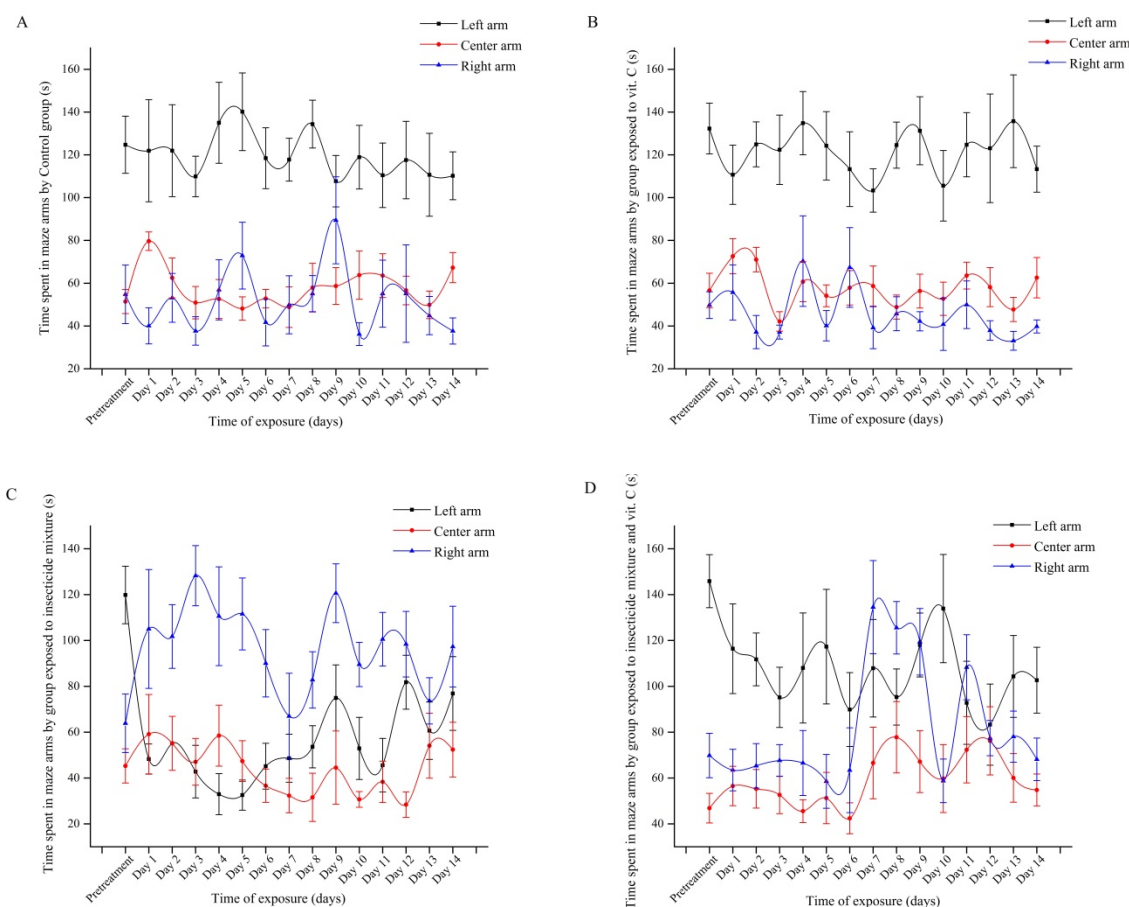 A
Left arm
Center arm
Right arm
160
140
120
100
80
60
40
20
Time spent in maze arms by Control group (s)
Pretreatment
Day 1
Day 2
Day 3
Day 4
Day 5
Day 6
Day 7
Day 8
Day 9
Day 10
Day 11
Day 12
Day 13
Day 14
Time of exposure (days)
B
Left arm
Center arm
Right arm
160
140
120
100
80
60
40
20
Time spent in maze arms by group exposed to vit. C (s)
Pretreatment
Day 1
Day 2
Day 3
Day 4
Day 5
Day 6
Day 7
Day 8
Day 9
Day 10
Day 11
Day 12
Day 13
Day 14
Time of exposure (days)
C
Left arm
Center arm
Right arm
140
120
100
80
60
40
20
Time spent in maze arms by group exposed to insecticide mixture (s)
Pretreatment
Day 1
Day 2
Day 3
Day 4
Day 5
Day 6
Day 7
Day 8
Day 9
Day 10
Day 11
Day 12
Day 13
Day 14
Time of exposure (days)
D
Left arm
Center arm
Right arm
160
140
120
100
80
60
40
Time spent in maze arms by group exposed to insecticide mixture and vit. C (s)
Pretreatment
Day 1
Day 2
Day 3
Day 4
Day 5
Day 6
Day 7
Day 8
Day 9
Day 10
Day 11
Day 12
Day 13
Day 14
Time of exposure (days)